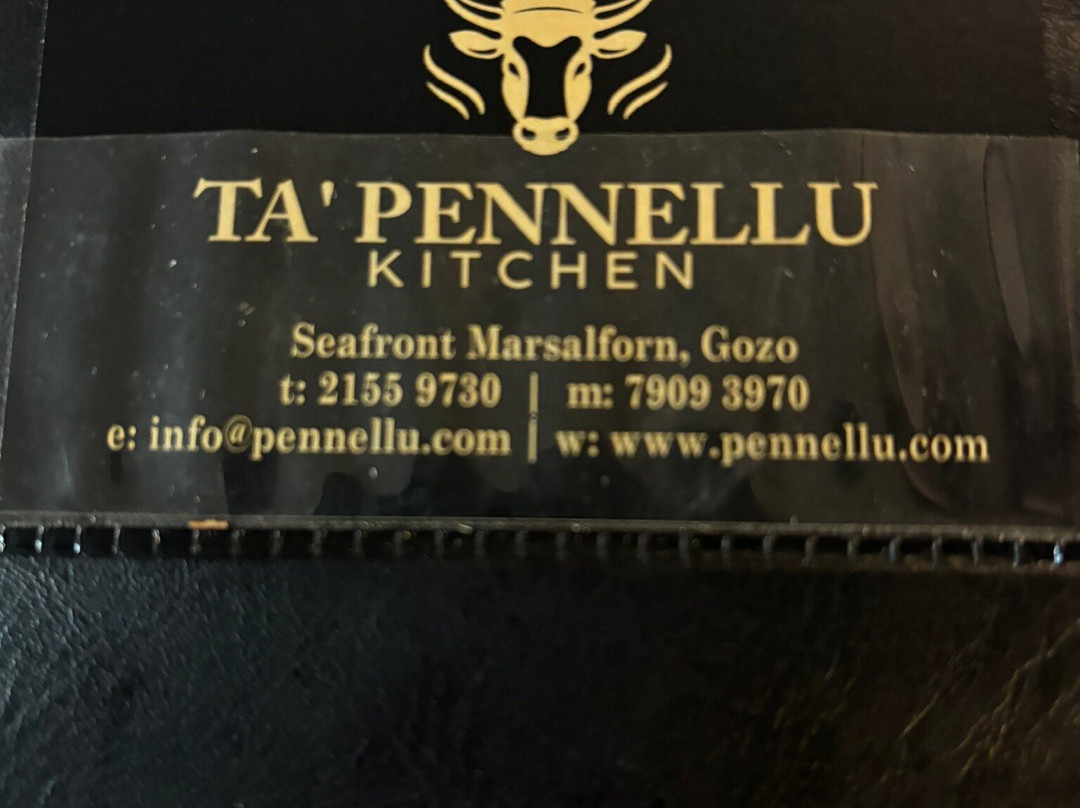 TA' PENNELLU
KITCHEN
Seafront Marsalforn, Gozo
t: 2155 9730 | m: 7909 3970
e: info@pennellu.com | w: www.pennellu.com